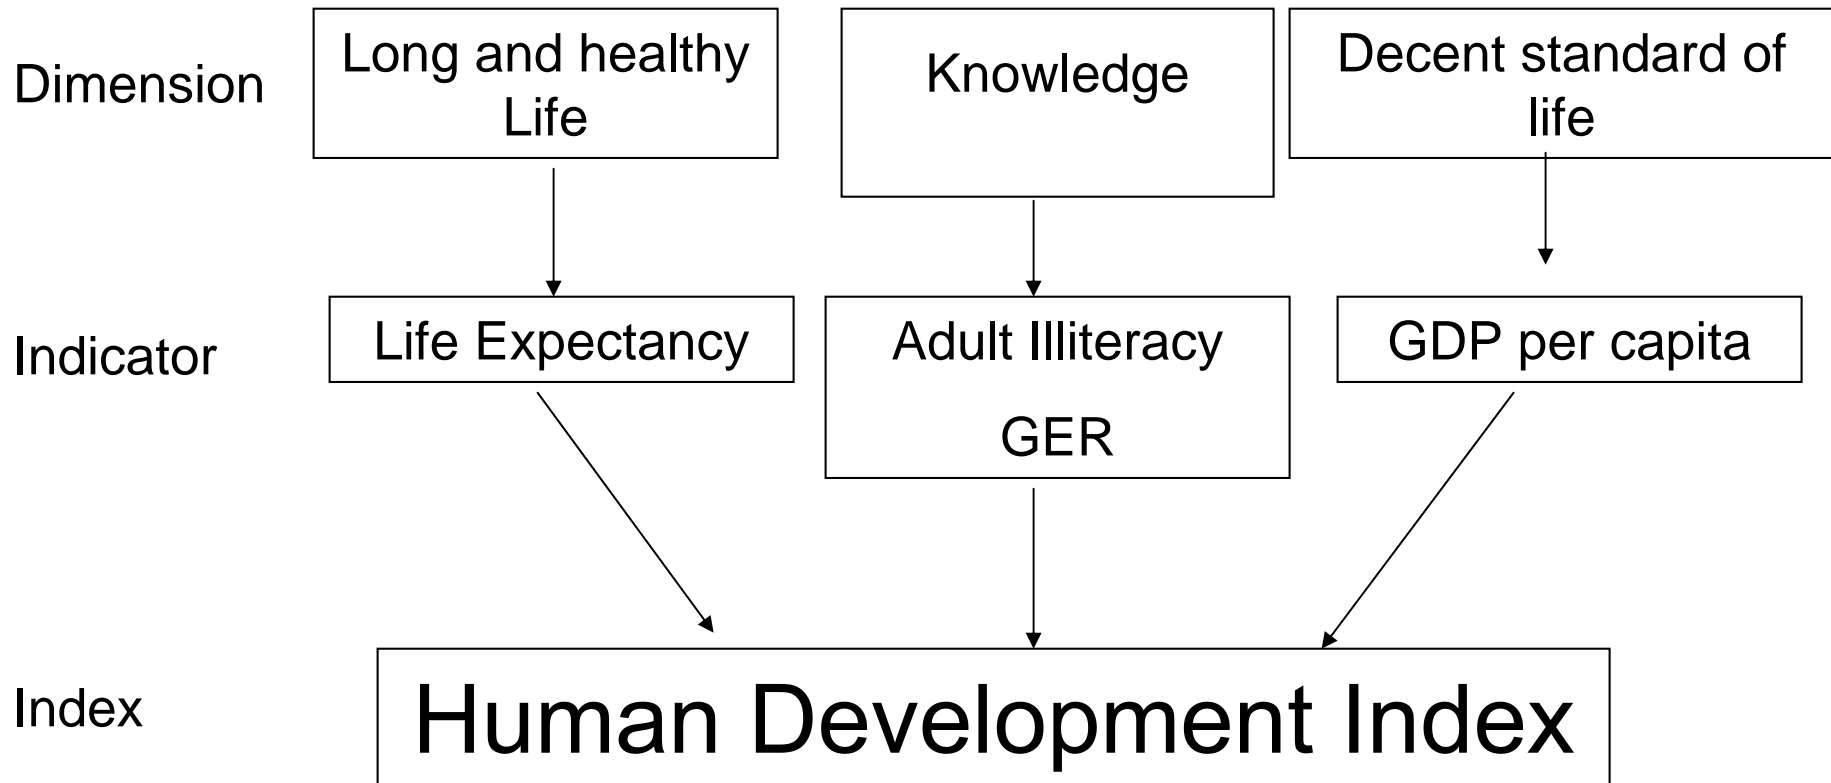 Dimension
Long and healthy
Life
Knowledge
Decent standard of
life
Indicator
Life Expectancy
Adult Illiteracy
GER
GDP per capita
Index
Human Development Index